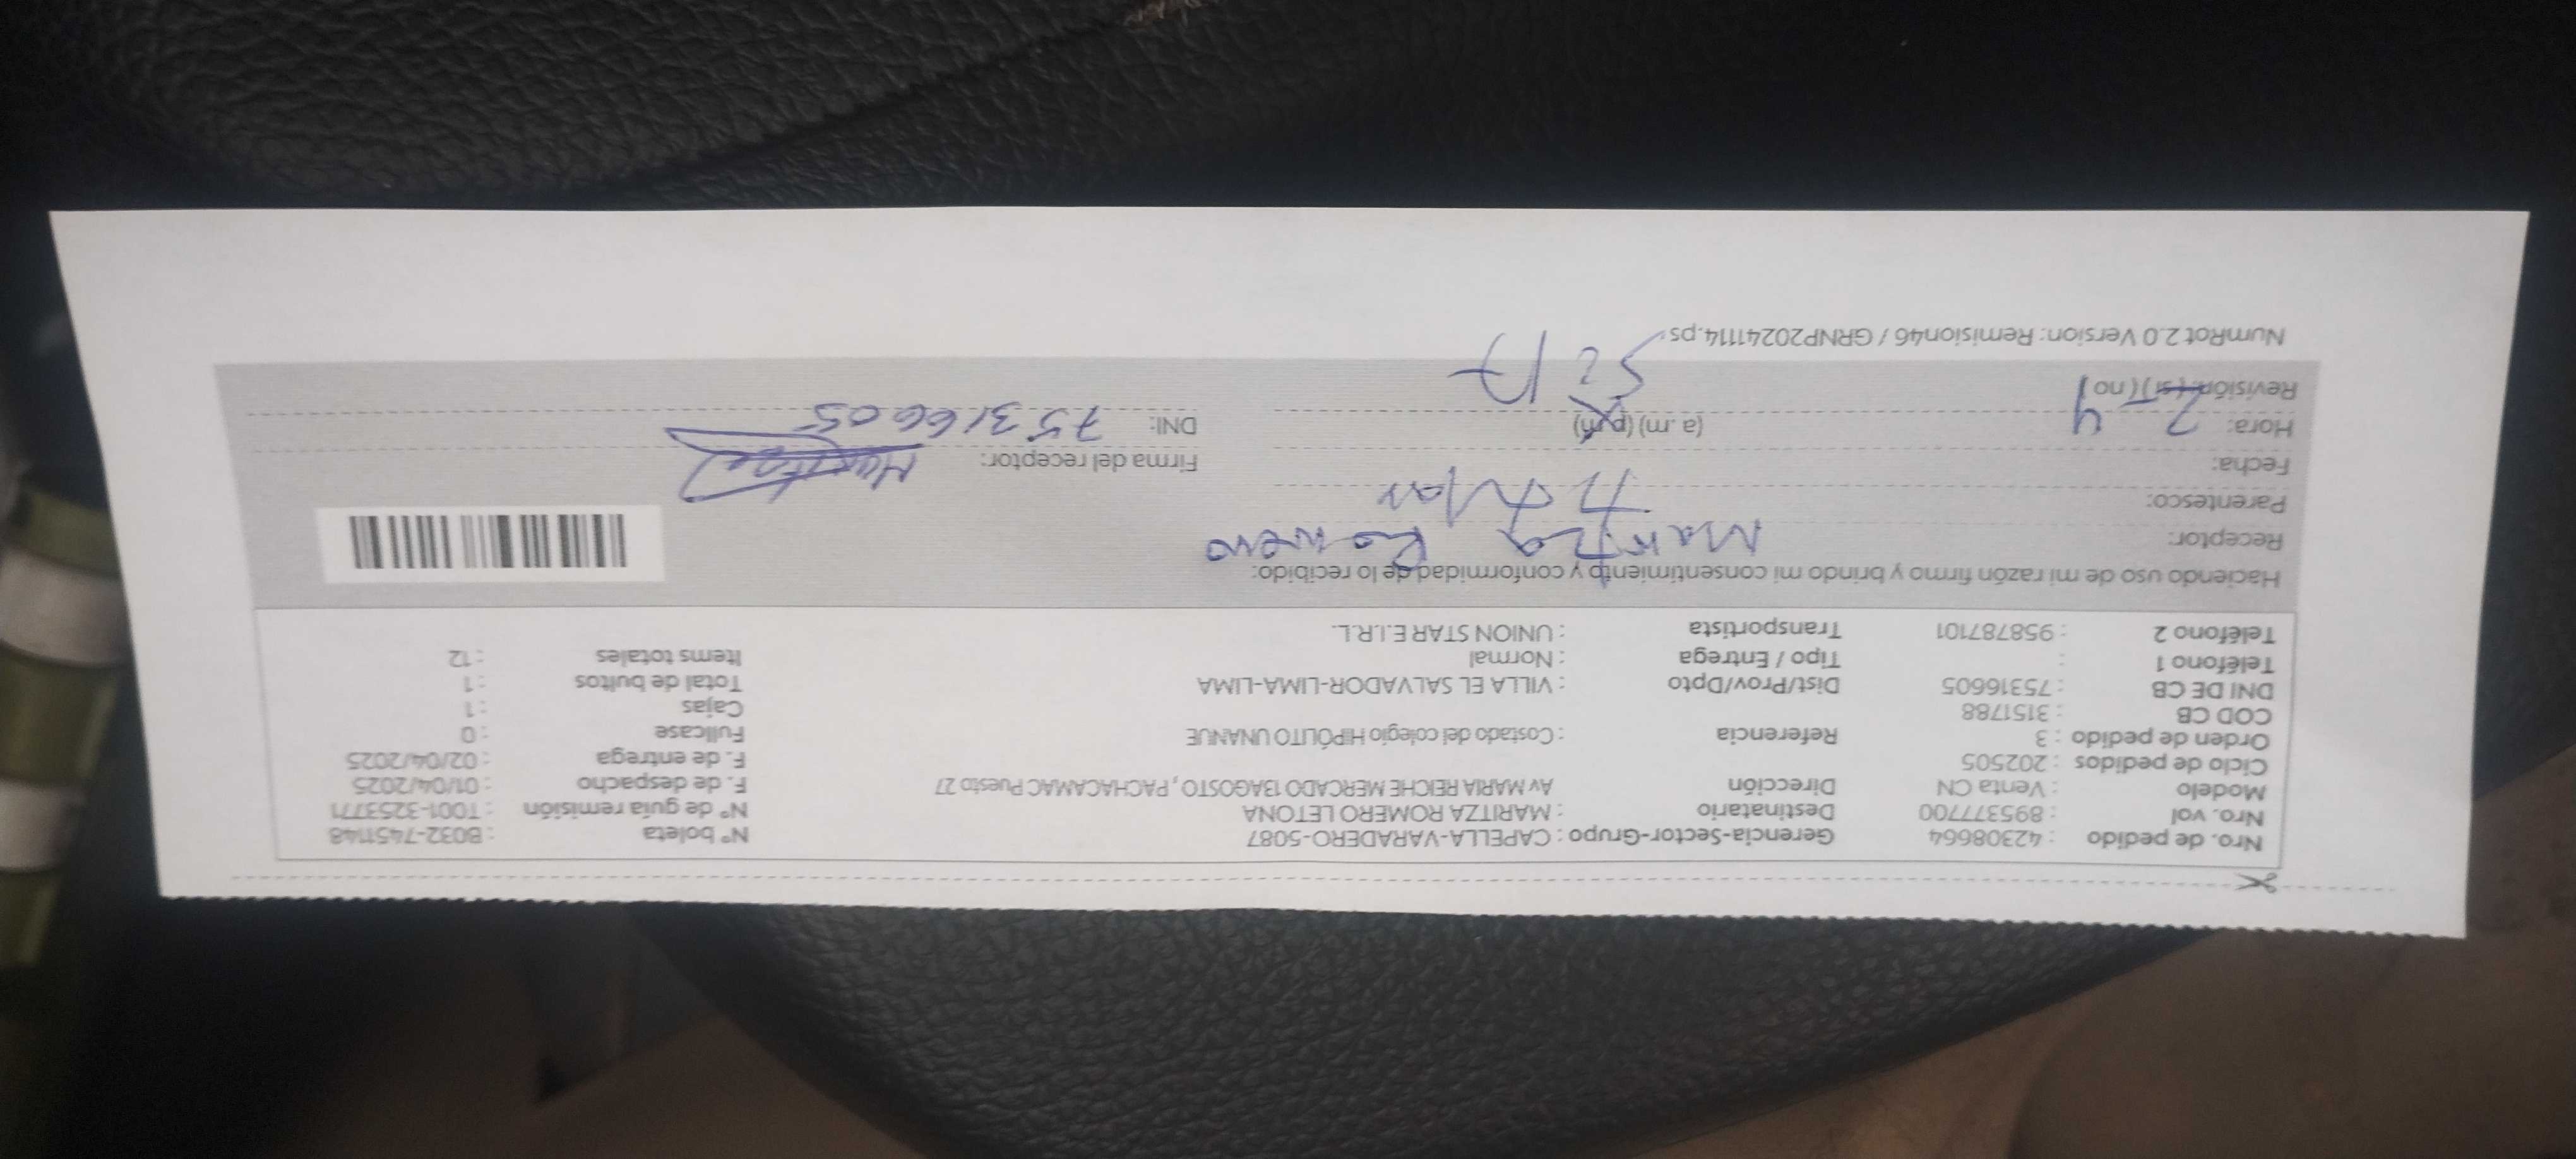 Nro. de pedido : 42308664 Gerencia-Sector-Grupo : CAPELLA-VARADERO-5087 N° boleta : B032-7451148
Nro. vol : 895377700 Destinatario : MARITZA ROMERO LETONA N° de guía remisión : T001-3253771
Modelo : Venta CN Dirección Av MARIA REICHE MERCADO 13AGOSTO, PACHACAMAC Puesto 27 F. de despacho : 01/04/2025
Ciclo de pedidos : 202505 F. de entrega : 02/04/2025
Orden de pedido : 3 Referencia : Costado del colegio HIPÓLITO UNANUE Fullcase : 0
COD CB : 3151788 Cajas : 1
DNI DE CB : 75316605 Dist/Prov/Dpto : VILLA EL SALVADOR-LIMA-LIMA Total de bultos : 1
Teléfono 1 : Tipo / Entrega : Normal Items totales : 12
Teléfono 2 : 958787101 Transportista : UNION STAR E.I.R.L.
Haciendo uso de mi razón firmo y brindo mi consentimiento y conformidad de lo recibido:
Receptor: Maritza Romero
Parentesco: Titular
Fecha: Firma del receptor: Maritza
Hora: 2 4 (a.m) (p.m) DNI: 75316605
Revisión: (si) (no)
NumRot 2.0 Version: Remision46 / GRNP20241114.ps